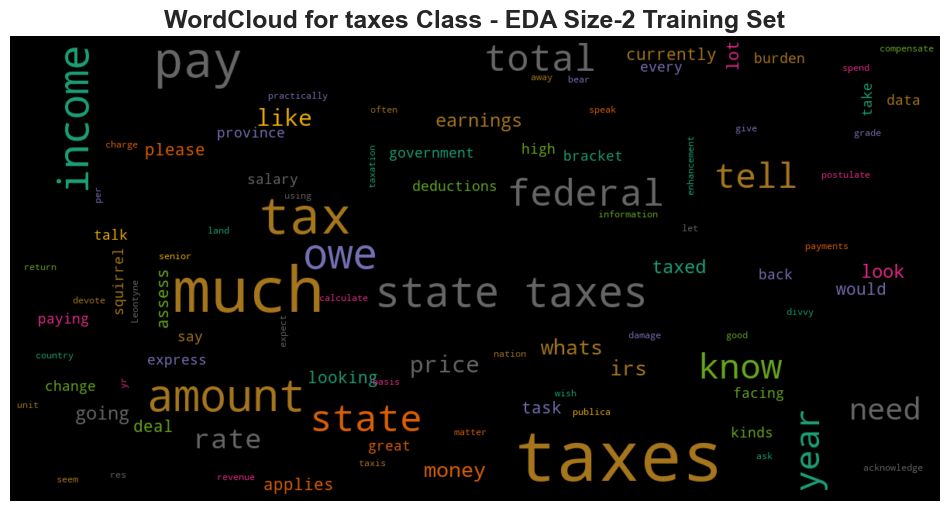 WordCloud for taxes Class - EDA Size-2 Training Set
income
pay
total
currently
lot
burden
compensate
every
spend
away
bear
practically
like
often
speak
take
data
earnings
province
give
grade
charge
please
taxation
government
high
bracket
enhancement
tell
postulate
per
salary
using
deductions
federal
information
tax
talk
land
let
owe
payments
return
senior
squirrel
assess
much
calculate
state taxes
taxed
back
look
would
devote
Leontyne
paying
expect
divvy
say
damage
good
country
express
price
nation
whats
irs
know
change
yr
looking
oasis
wish
facing
unit
going
amount
deal
state
task
publica
year
need
rate
great
matter
kinds
seem
res
revenue
applies
taxis
money
taxes
ask
acknowledge